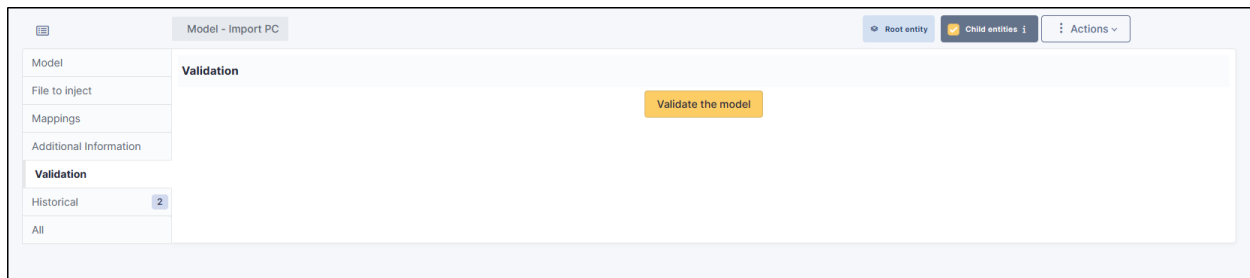 Model - Import PC
Root entity
Child entities i
Actions
Model
File to inject
Mappings
Additional Information
Validation
Historical 2
All
Validation
Validate the model